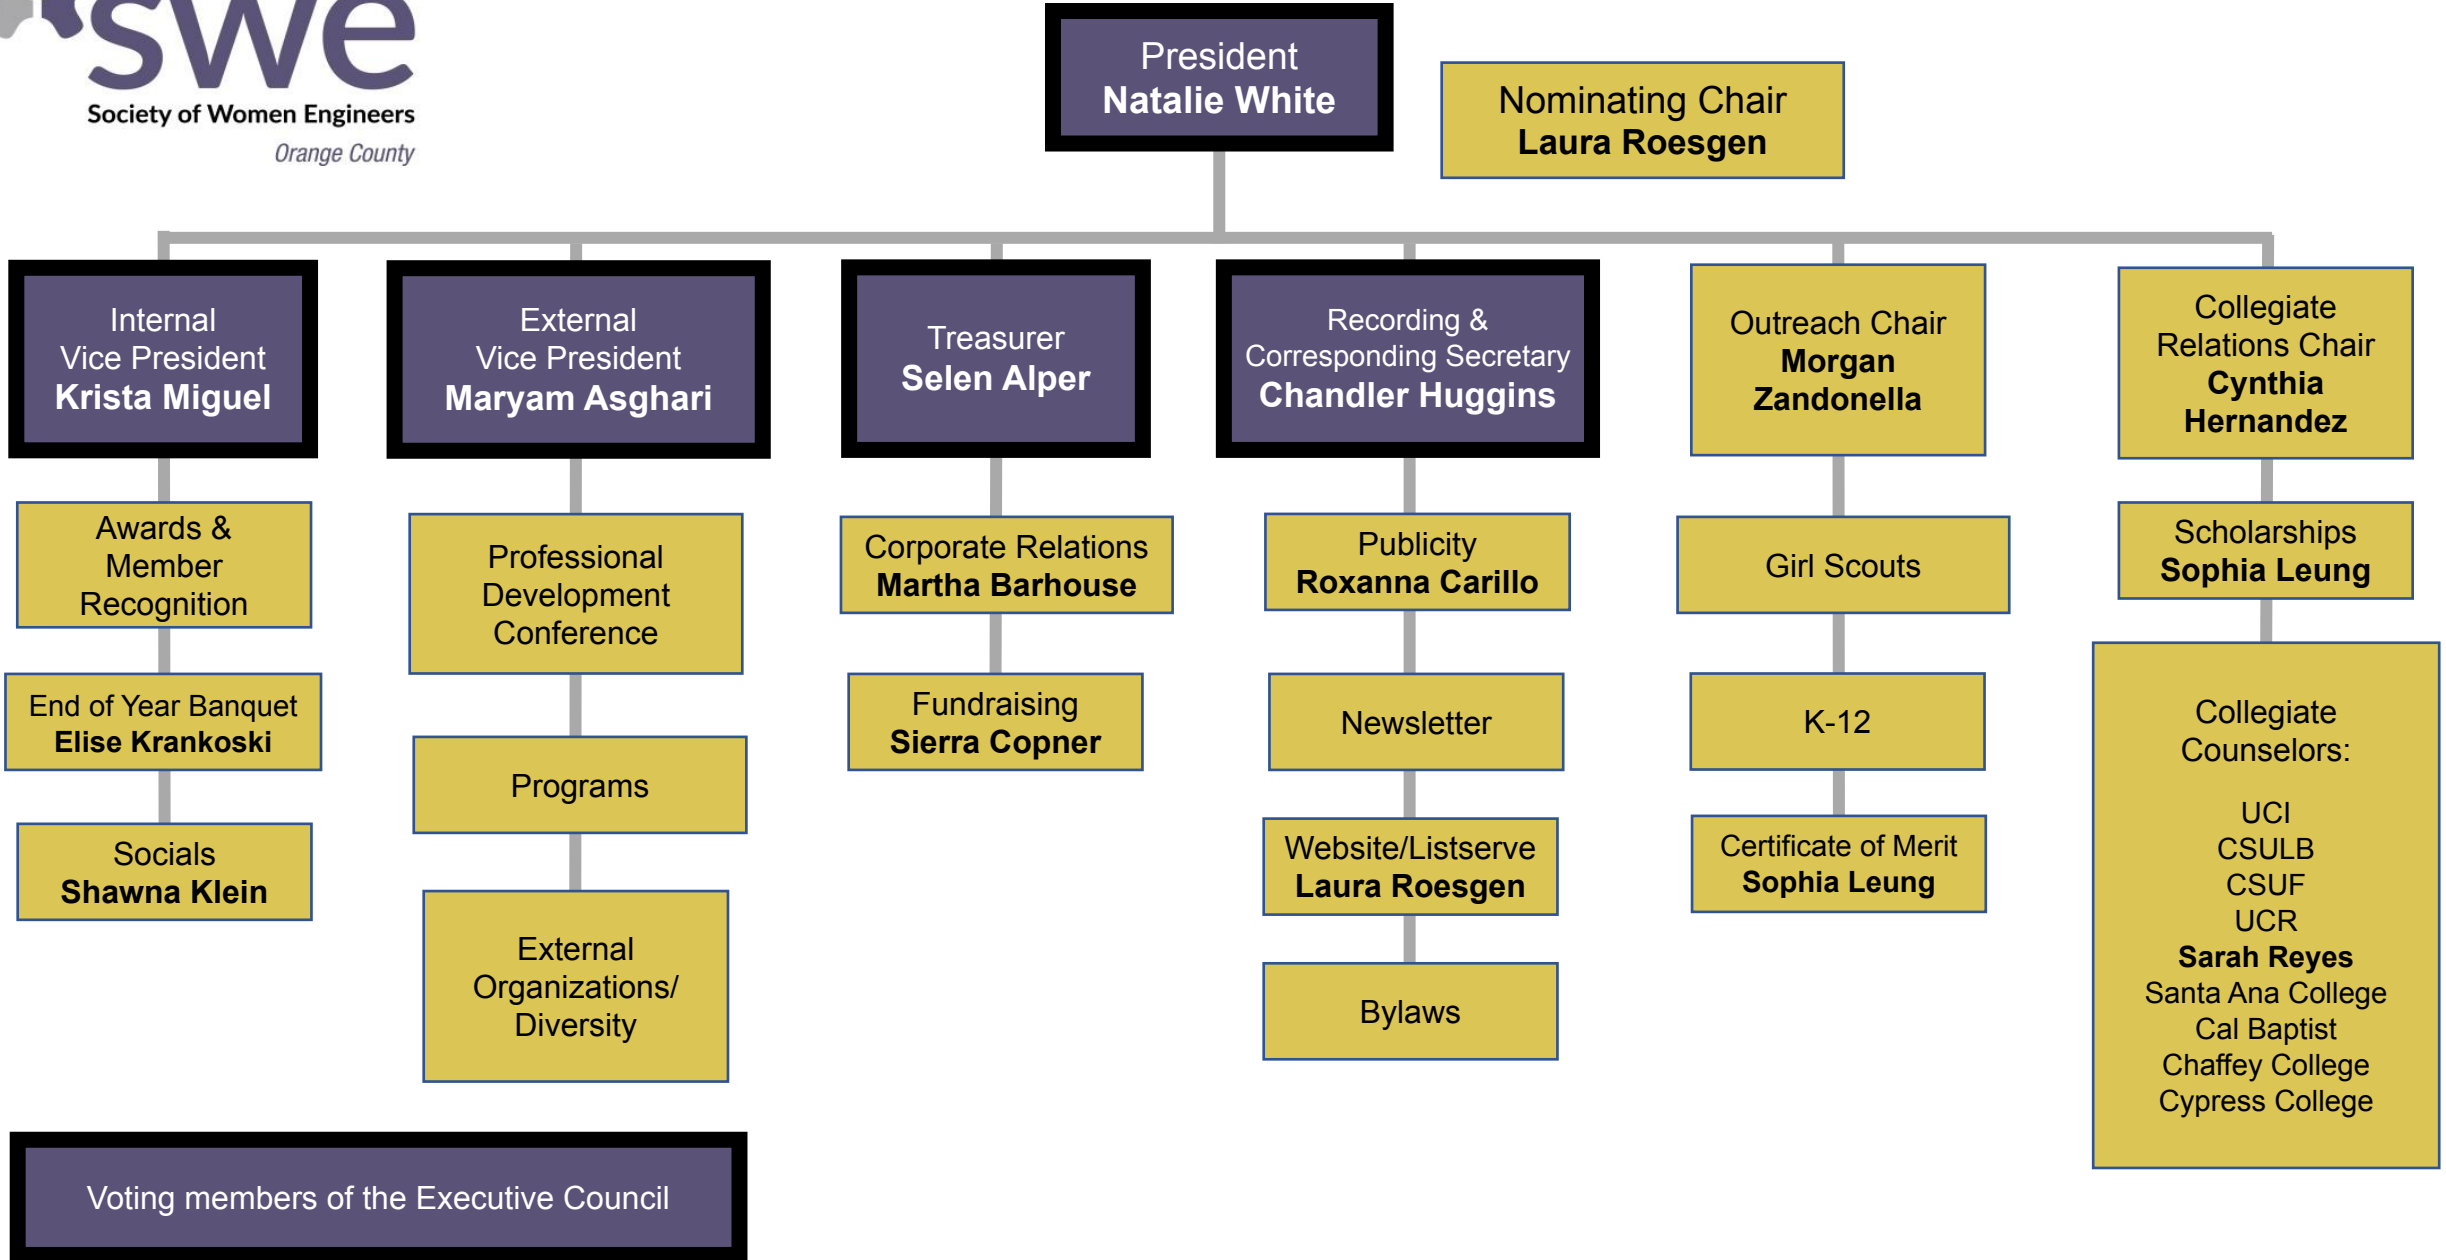 swe
Society of Women Engineers
Orange County
President
Natalie White
Nominating Chair
Laura Roesgen
Internal
Vice President
Krista Miguel
External
Vice President
Maryam Asghari
Treasurer
Selen Alper
Recording &
Corresponding Secretary
Chandler Huggins
Outreach Chair
Morgan
Zandonella
Collegiate
Relations Chair
Cynthia
Hernandez
Awards &
Member
Recognition
End of Year Banquet
Elise Krankoski
Socials
Shawna Klein
Professional
Development
Conference
Programs
External
Organizations/
Diversity
Corporate Relations
Martha Barhouse
Fundraising
Sierra Copner
Publicity
Roxanna Carillo
Newsletter
Website/Listserve
Laura Roesgen
Bylaws
Girl Scouts
K-12
Certificate of Merit
Sophia Leung
Scholarships
Sophia Leung
Collegiate
Counselors:
UCI
CSULB
CSUF
UCR
Sarah Reyes
Santa Ana College
Cal Baptist
Chaffey College
Cypress College
Voting members of the Executive Council